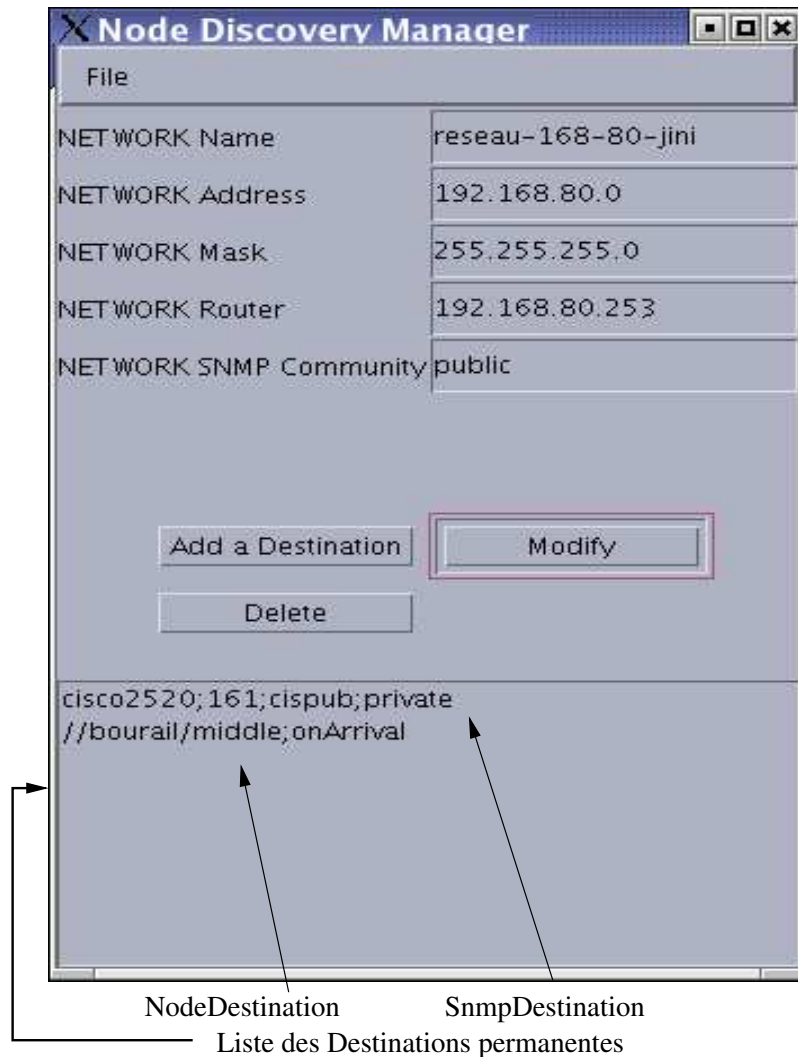 X Node Discovery Manager
File
NETWORK Name reseau-168-80-jini
NETWORK Address 192.168.80.0
NETWORK Mask 255.255.255.0
NETWORK Router 192.168.80.253
NETWORK SNMP Community public
Add a Destination Modify
Delete
cisco2520;161;cispub;private
//bourail/middle;onArrival
NodeDestination SnmpDestination
Liste des Destinations permanentes